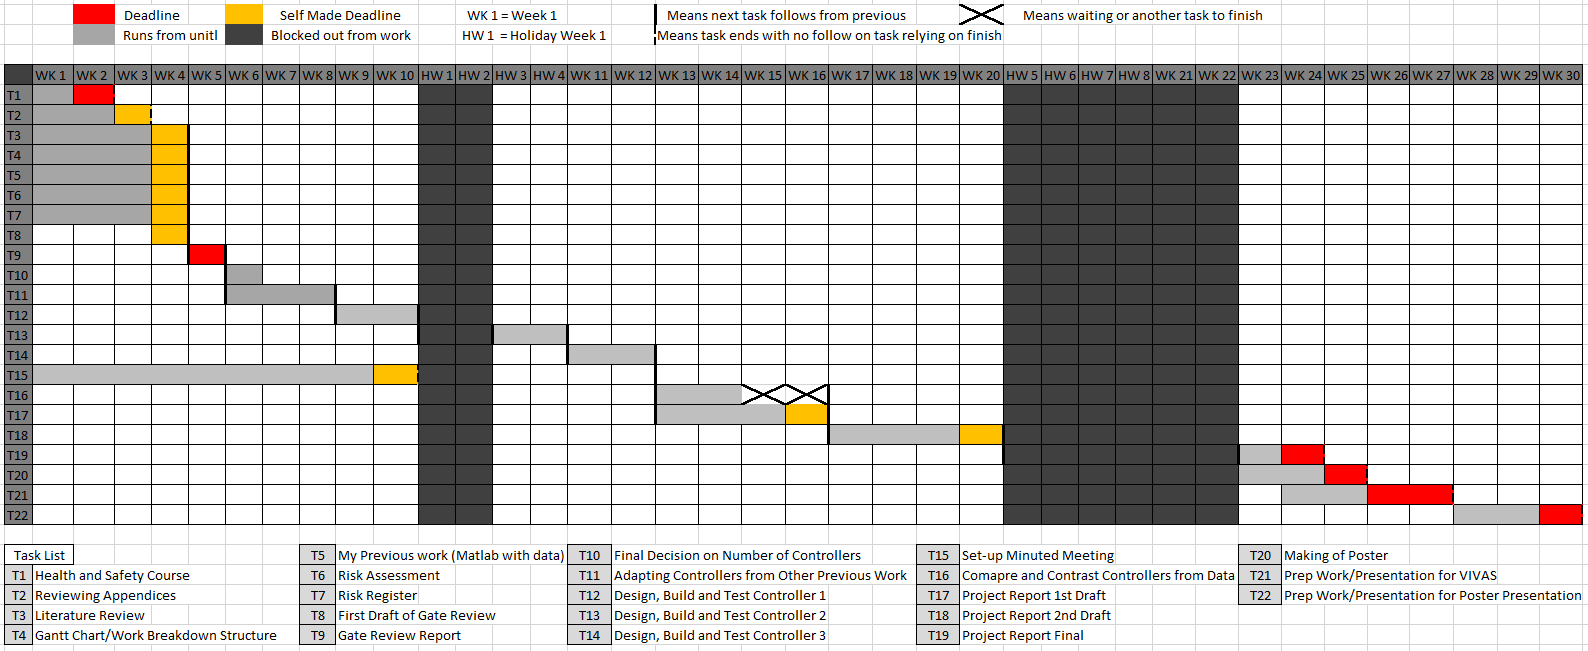 Deadline Self Made Deadline WK 1 = Week 1 Means next task follows from previous Means waiting or another task to finish
Runs from unitl Blocked out from work HW 1 = Holiday Week 1 Means task ends with no follow on task relying on finish
WK 1 WK 2 WK 3 WK 4 WK 5 WK 6 WK 7 WK 8 WK 9 WK 10 HW 1 HW 2 HW 3 HW 4 WK 11 WK 12 WK 13 WK 14 WK 15 WK 16 WK 17 WK 18 WK 19 WK 20 HW 5 HW 6 HW 7 HW 8 WK 21 WK 22 WK 23 WK 24 WK 25 WK 26 WK 27 WK 28 WK 29 WK 30
T1
T2
T3
T4
T5
T6
T7
T8
T9
T10
T11
T12
T13
T14
T15
T16
T17
T18
T19
T20
T21
T22
Task List
T1 Health and Safety Course
T2 Reviewing Appendices
T3 Literature Review
T4 Gantt Chart/Work Breakdown Structure
T5 My Previous work (Matlab with data)
T6 Risk Assessment
T7 Risk Register
T8 First Draft of Gate Review
T9 Gate Review Report
T10 Final Decision on Number of Controllers
T11 Adapting Controllers from Other Previous Work
T12 Design, Build and Test Controller 1
T13 Design, Build and Test Controller 2
T14 Design, Build and Test Controller 3
T15 Set-up Minuted Meeting
T16 Comapre and Contrast Controllers from Data
T17 Project Report 1st Draft
T18 Project Report 2nd Draft
T19 Project Report Final
T20 Making of Poster
T21 Prep Work/Presentation for VIVAS
T22 Prep Work/Presentation for Poster Presentation